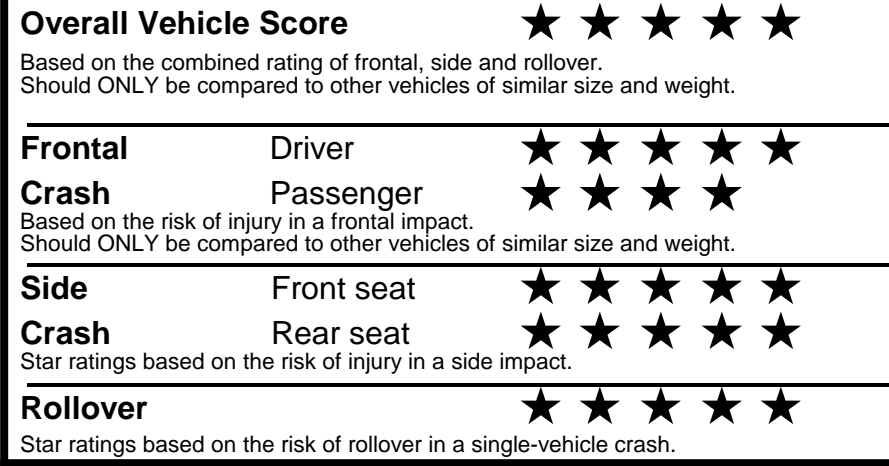 Overall Vehicle Score ★ ★ ★ ★ ★
Based on the combined rating of frontal, side and rollover.
Should ONLY be compared to other vehicles of similar size and weight.
Frontal Driver ★ ★ ★ ★ ★
Crash Passenger ★ ★ ★ ★
Based on the risk of injury in a frontal impact.
Should ONLY be compared to other vehicles of similar size and weight.
Side Front seat ★ ★ ★ ★ ★
Crash Rear seat ★ ★ ★ ★ ★
Star ratings based on the risk of injury in a side impact.
Rollover ★ ★ ★ ★ ★
Star ratings based on the risk of rollover in a single-vehicle crash.